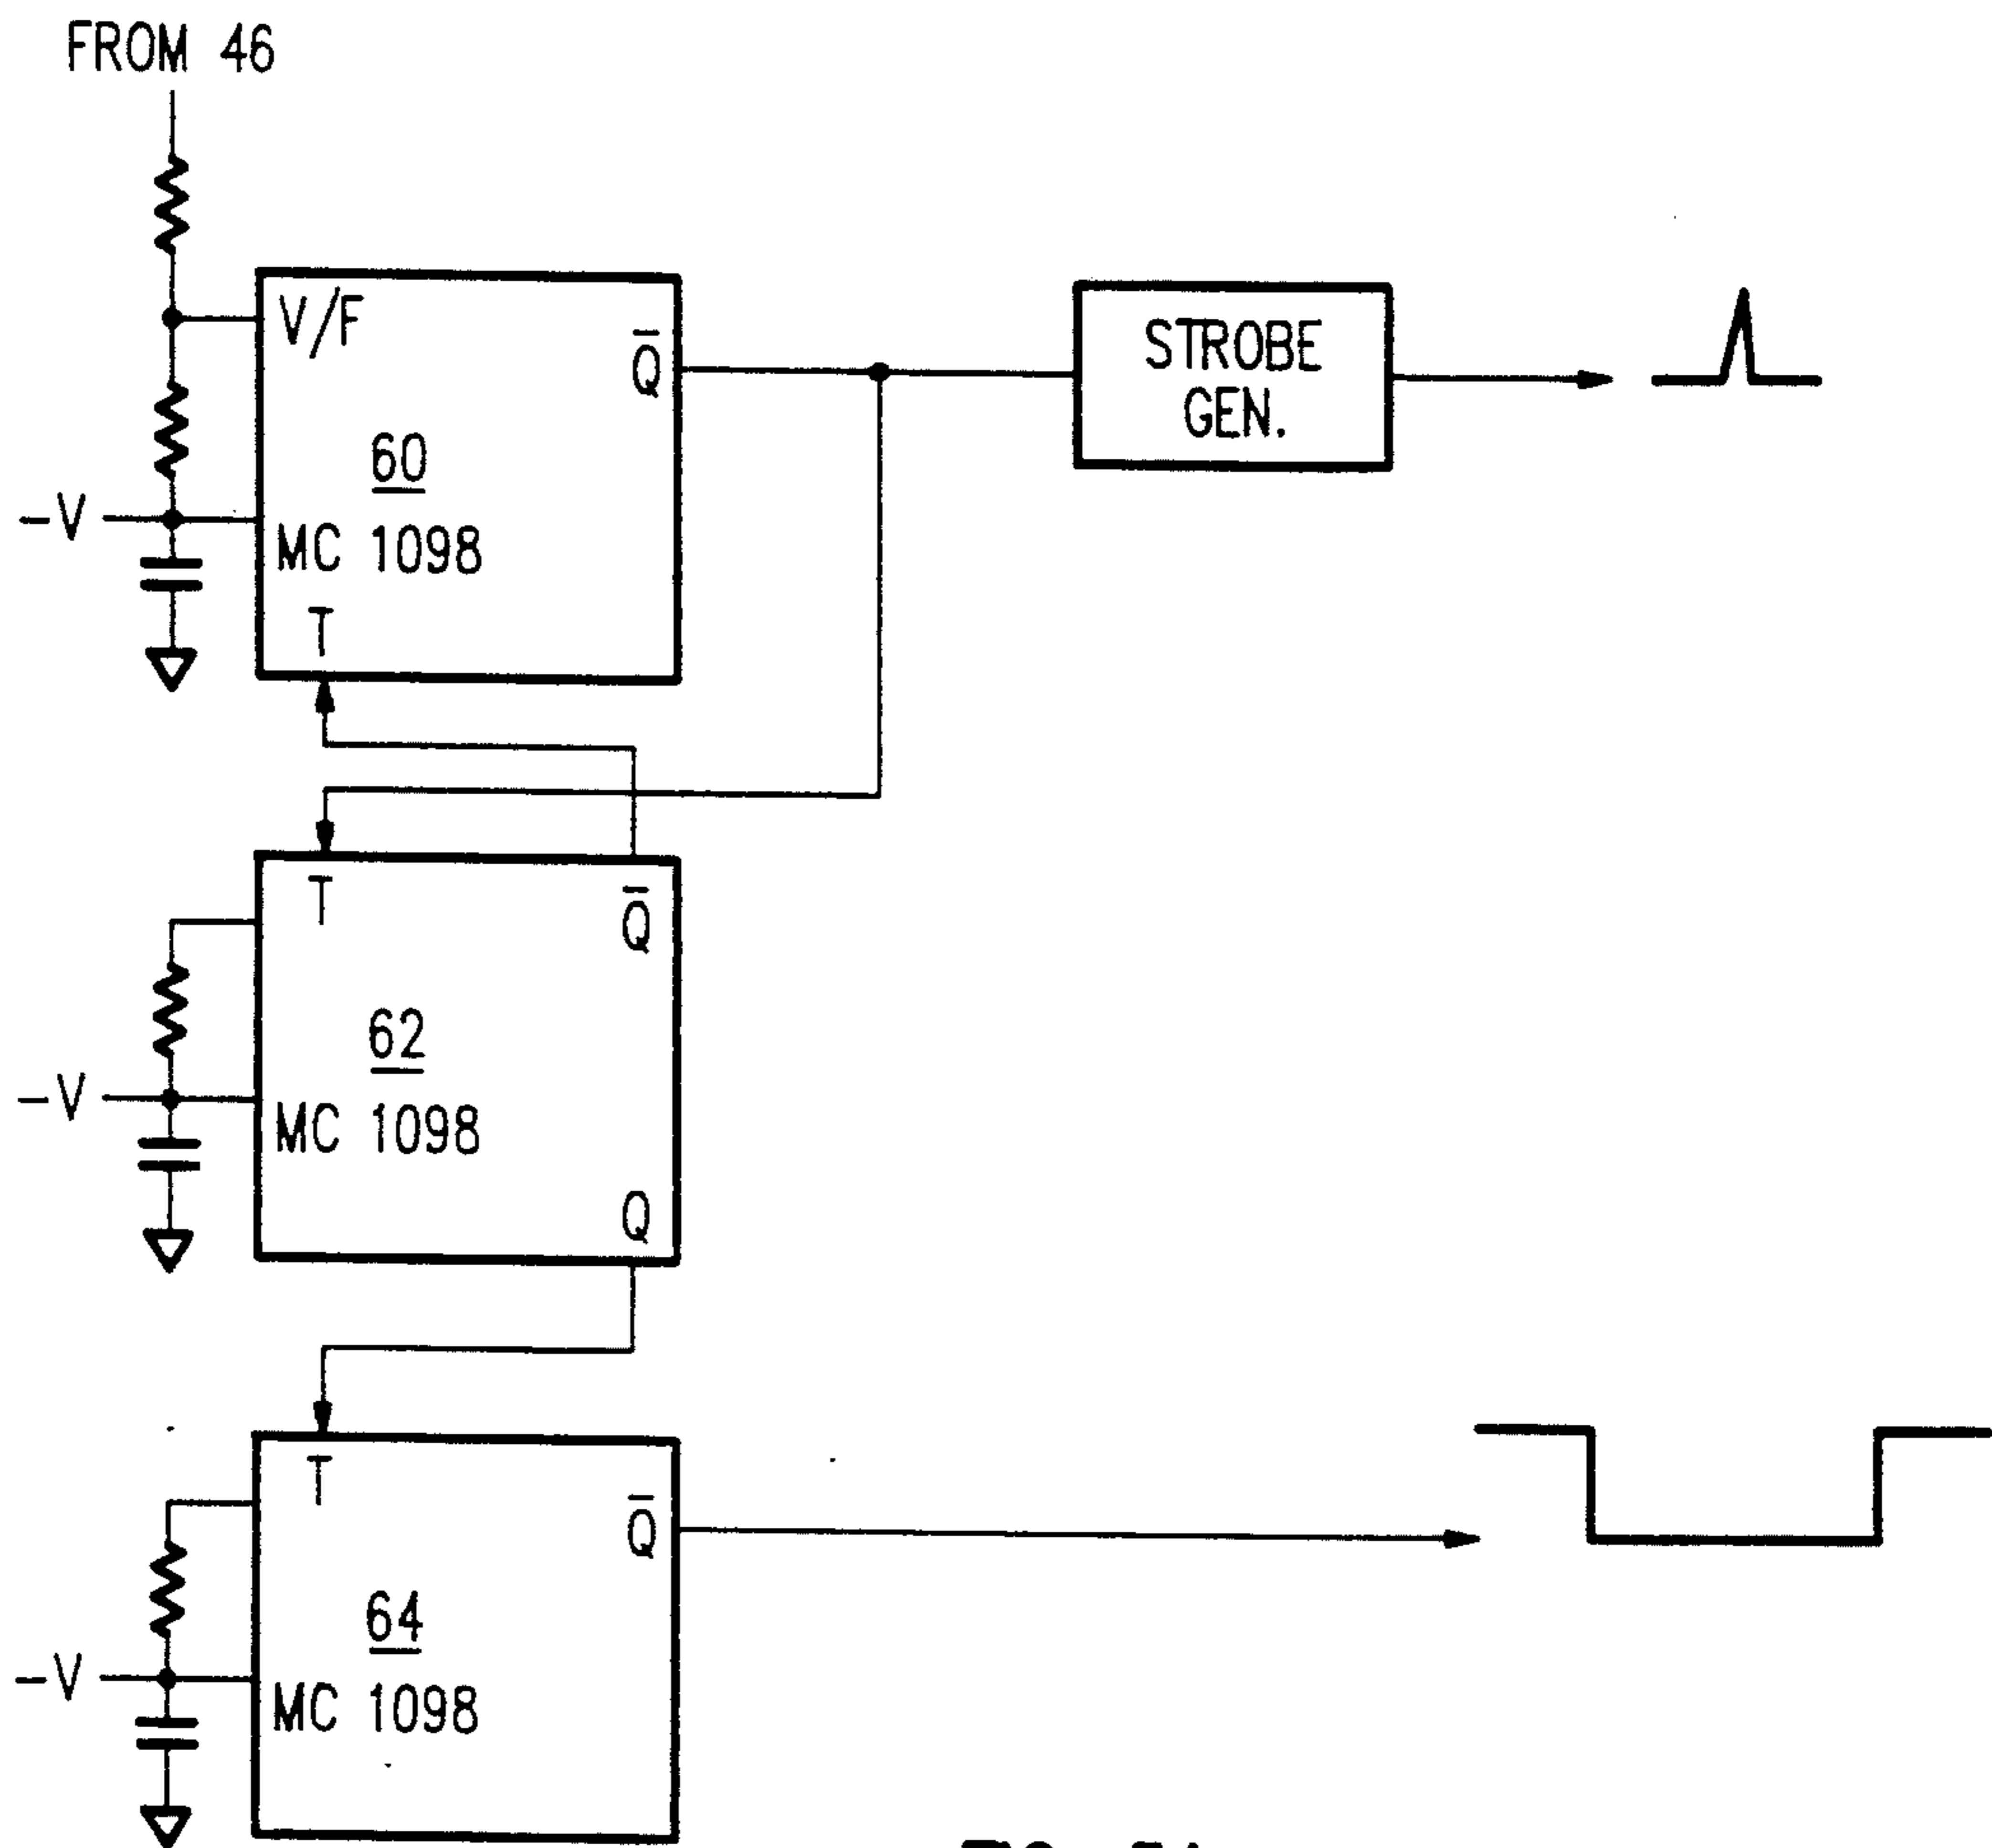 FROM 46
V/F
Q̅
60
MC 1098
T
-V
STROBE
GEN.
T
Q̅
62
-V
MC 1098
Q
T
Q̅
64
-V
MC 1098